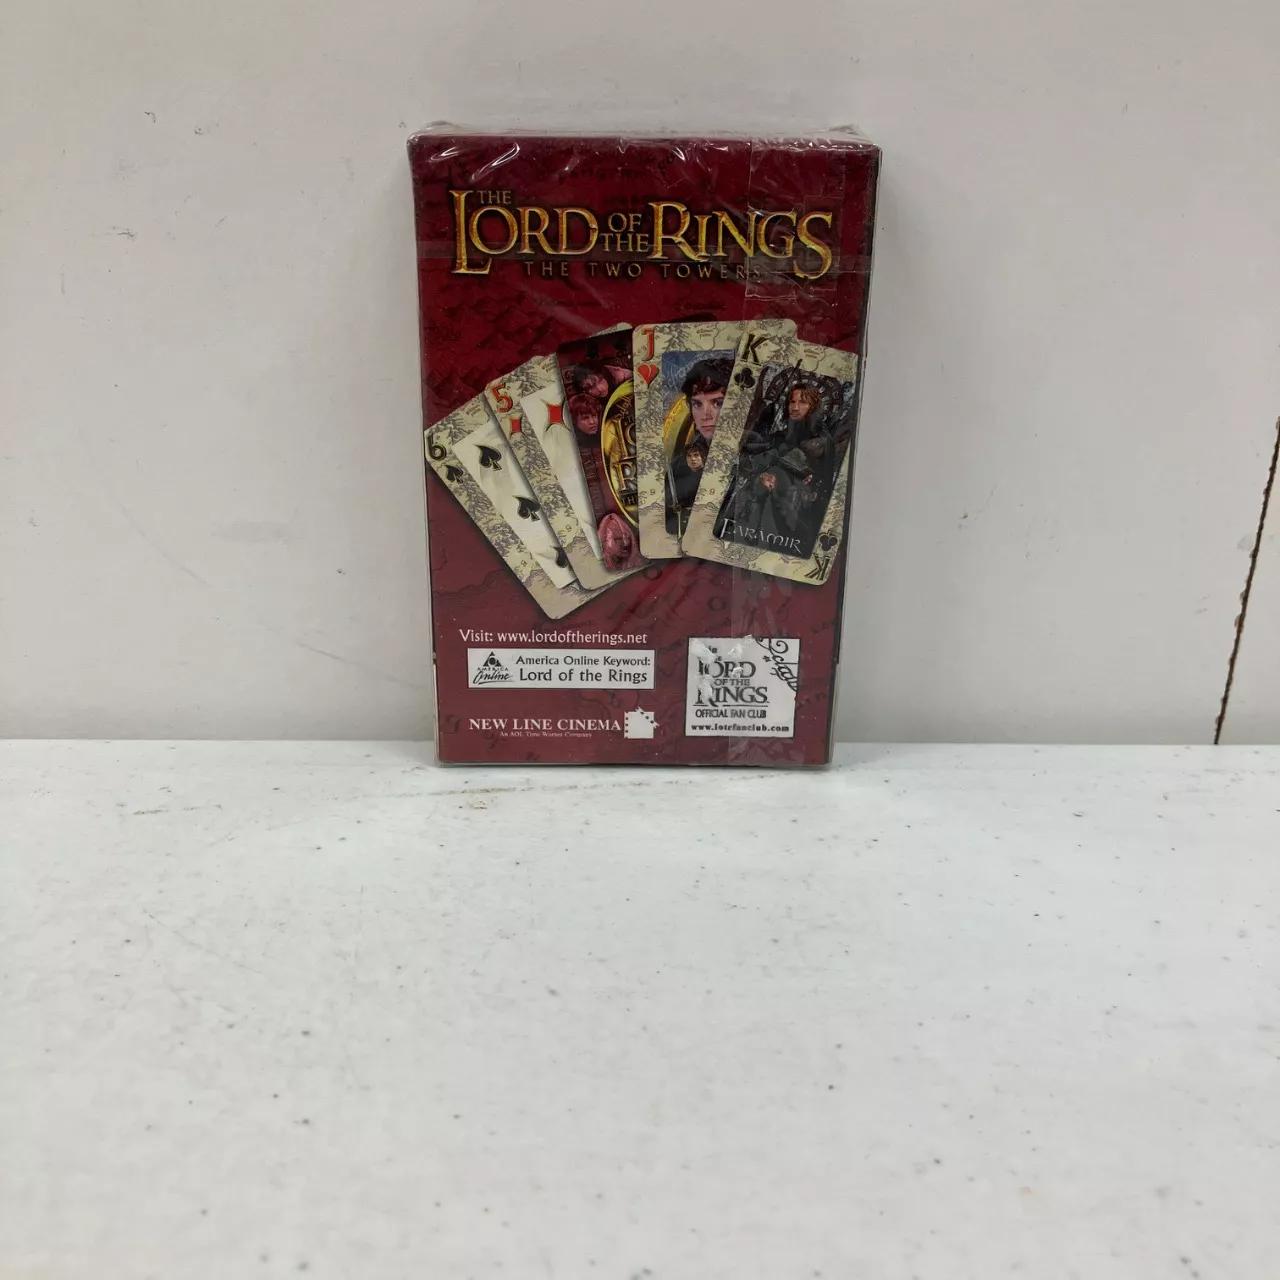 THE
LORD OF THE RINGS
THE TWO TOWERS
6
5
J
K
FARAMIR
K
Visit: www.lordoftherings.net
AMERICA Online
America Online Keyword:
Lord of the Rings
NEW LINE CINEMA
An AOL Time Warner Company
LORD
OF THE
RINGS
OFFICIAL FAN CLUB
www.lotrfanclub.com